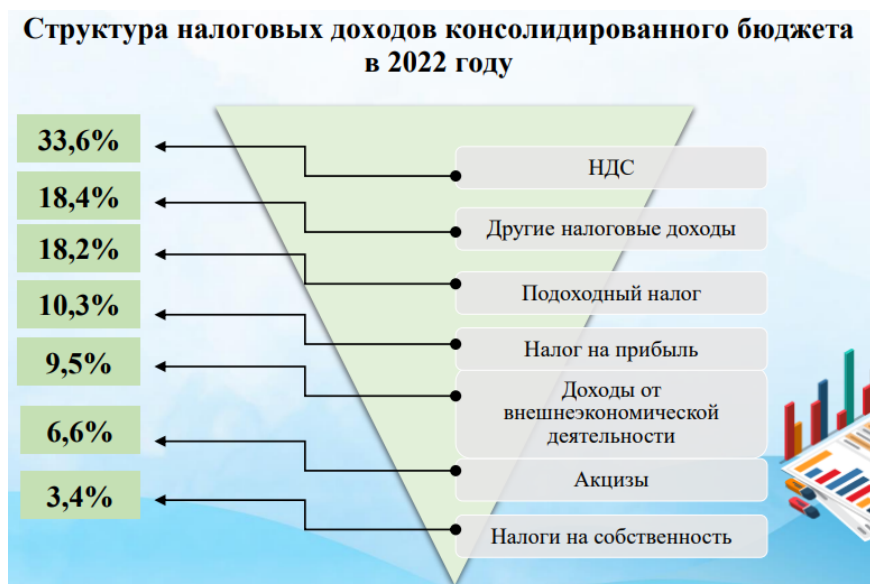 Структура налоговых доходов консолидированного бюджета
в 2022 году
33,6%
НДС
18,4%
Другие налоговые доходы
18,2%
Подоходный налог
10,3%
Налог на прибыль
9,5%
Доходы от
внешнеэкономической
деятельности
6,6%
Акцизы
3,4%
Налоги на собственность